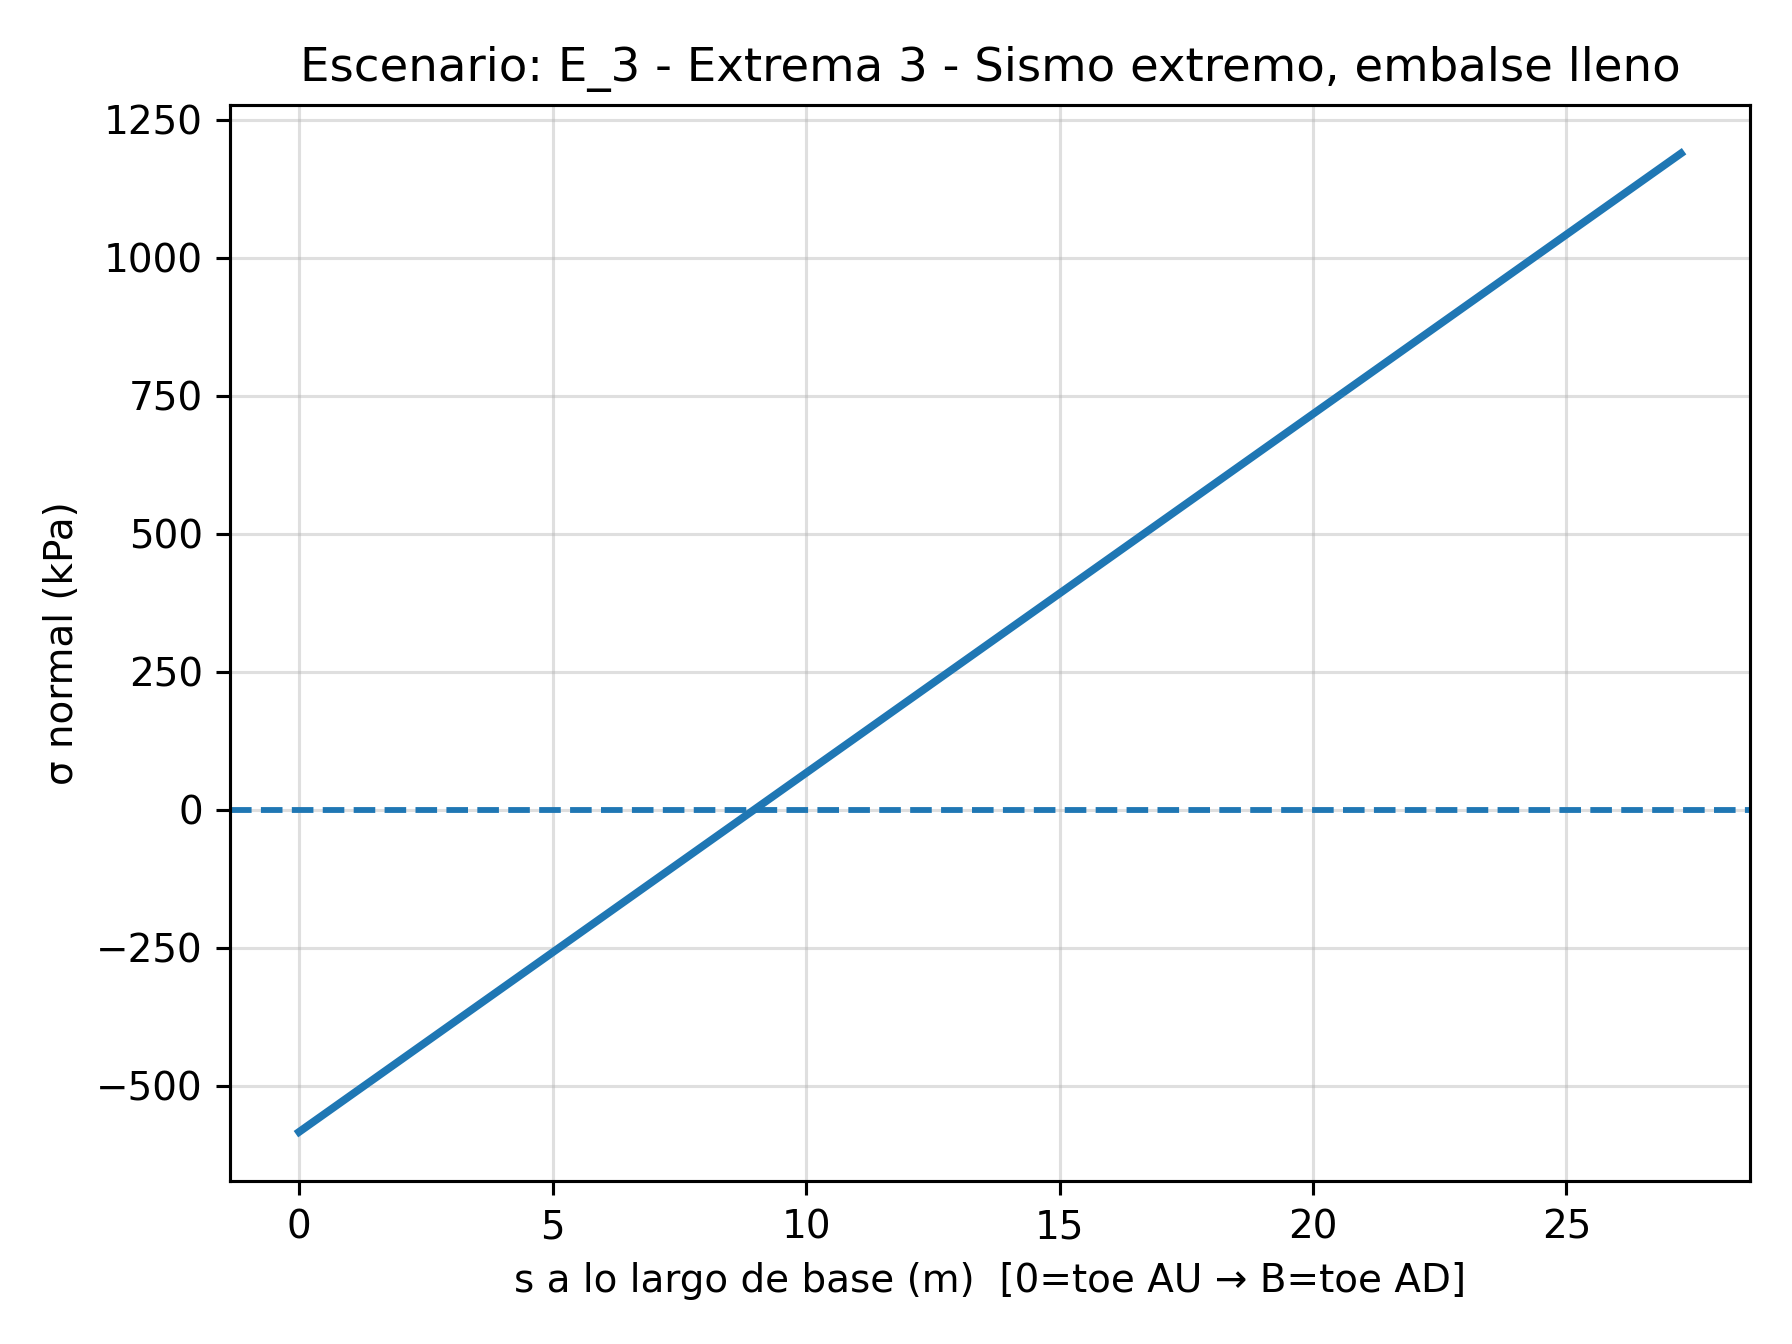 Escenario: E_3 - Extrema 3 - Sismo extremo, embalse lleno
1250
1000
750
500
250
0
−250
−500
σ normal (kPa)
0 5 10 15 20 25
s a lo largo de base (m)  [0=toe AU → B=toe AD]